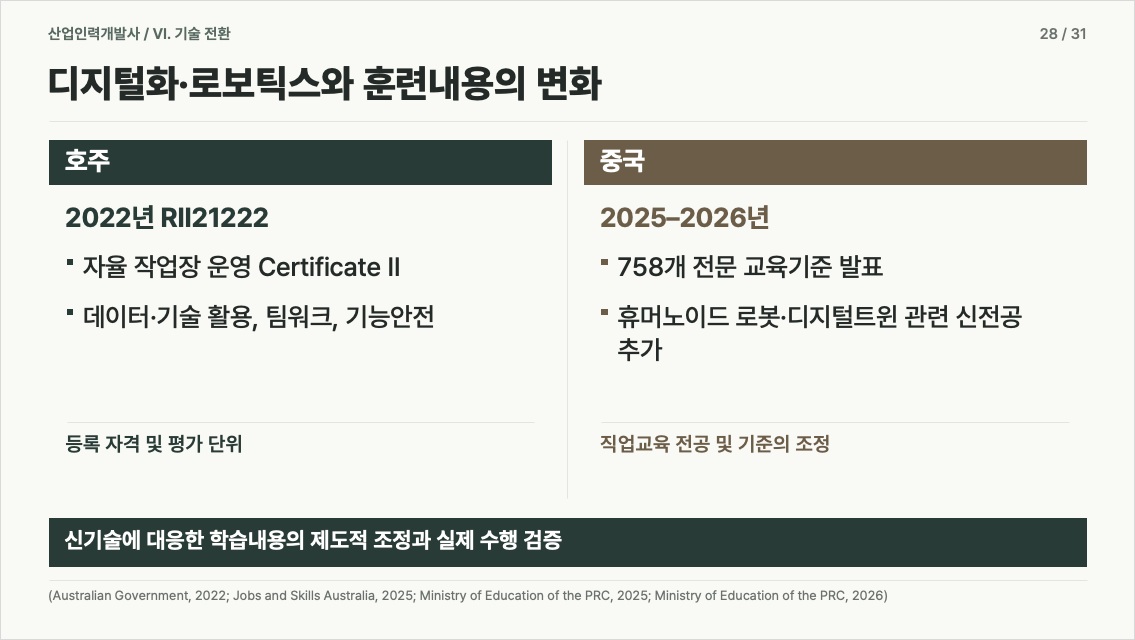 산업인력개발사 / VI. 기술 전환
28 / 31
디지털화·로보틱스와 훈련내용의 변화
호주
2022년 RII21222
▪ 자율 작업장 운영 Certificate II
▪ 데이터·기술 활용, 팀워크, 기능안전
등록 자격 및 평가 단위
중국
2025–2026년
▪ 758개 전문 교육기준 발표
▪ 휴머노이드 로봇·디지털트윈 관련 신전공
추가
직업교육 전공 및 기준의 조정
신기술에 대응한 학습내용의 제도적 조정과 실제 수행 검증
(Australian Government, 2022; Jobs and Skills Australia, 2025; Ministry of Education of the PRC, 2025; Ministry of Education of the PRC, 2026)